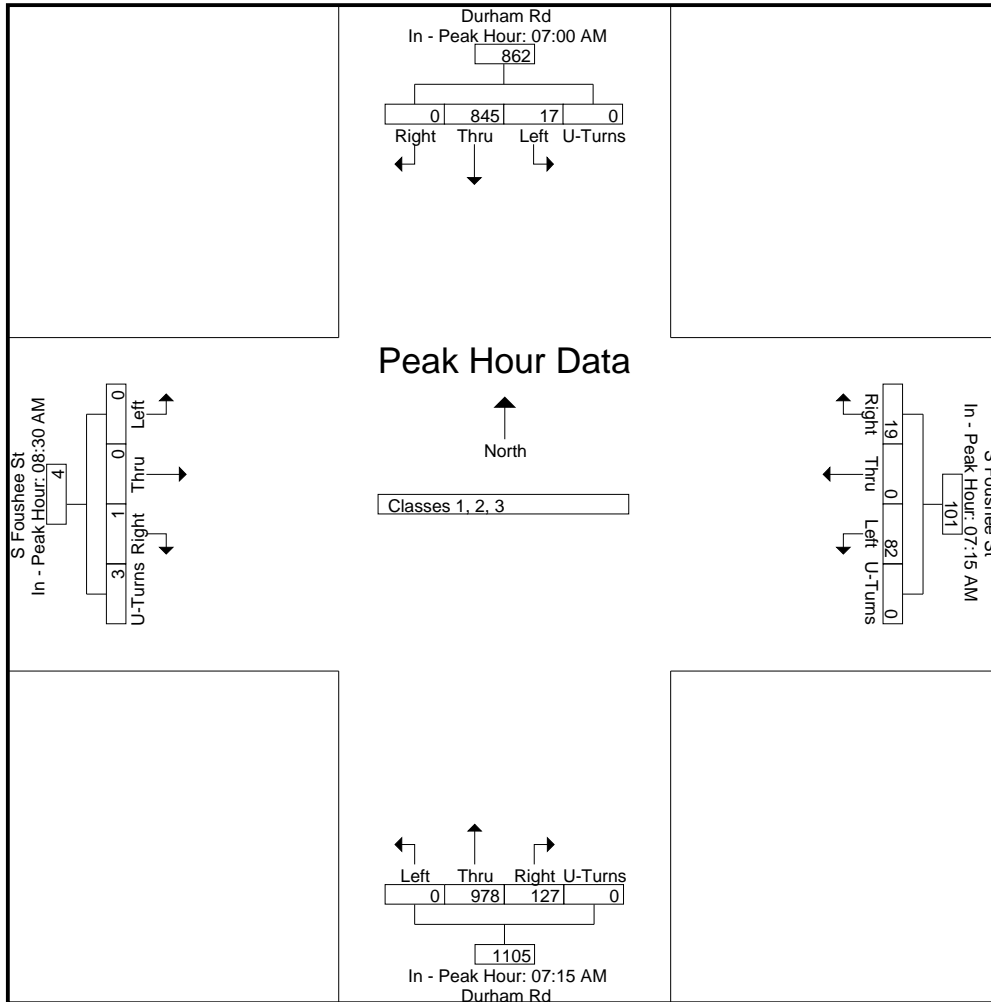 Durham Rd
In - Peak Hour: 07:00 AM
862
0 845 17 0
Right Thru Left U-Turns
Peak Hour Data
North
Classes 1, 2, 3
S Foushee St
In - Peak Hour: 08:30 AM
4
0 0 1 3
Left Thru Right U-Turns
S Foushee St
In - Peak Hour: 07:15 AM
101
19 0 82 0
Right Thru Left U-Turns
Left Thru Right U-Turns
0 978 127 0
1105
In - Peak Hour: 07:15 AM
Durham Rd